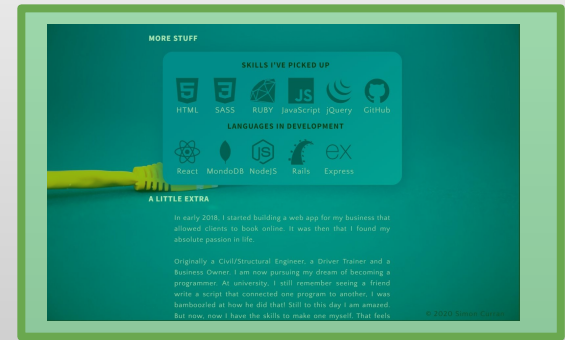 MORE STUFF
SKILLS I'VE PICKED UP
HTML SASS RUBY JavaScript jQuery GitHub
LANGUAGES IN DEVELOPMENT
React MondoDB NodeJS Rails Express
A LITTLE EXTRA
In early 2018, I started building a web app for my business that
allowed clients to book online. It was then that I found my
absolute passion in life.
Originally a Civil/Structural Engineer, a Driver Trainer and a
Business Owner. I am now pursuing my dream of becoming a
programmer. At university, I still remember seeing a friend
write a script that connected one program to another, I was
bamboozled at how he did that! Still to this day I am amazed.
But now, now I have the skills to make one myself. That feels
© 2020 Simon